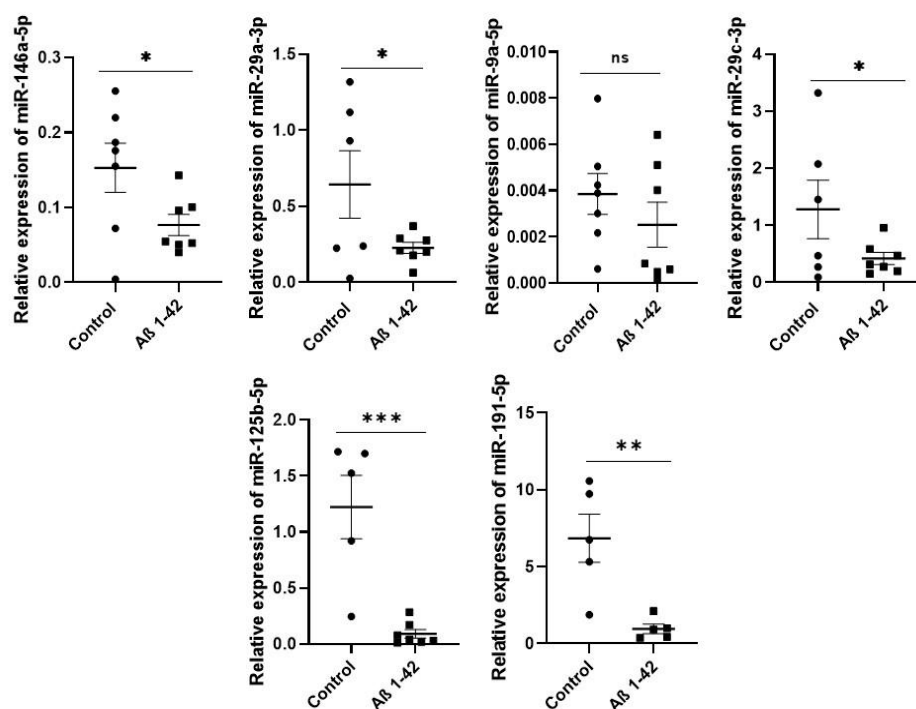 Relative expression of miR-146a-5p
0.3
0.2
0.1
0.0
*
Control
Aß 1-42
Relative expression of miR-29a-3p
1.5
1.0
0.5
0.0
*
Control
Aß 1-42
Relative expression of miR-9a-5p
0.010
0.008
0.006
0.004
0.002
0.000
ns
Control
Aß 1-42
Relative expression of miR-29c-3p
4
3
2
1
0
*
Control
Aß 1-42
Relative expression of miR-125b-5p
2.0
1.5
1.0
0.5
0.0
***
Control
Aß 1-42
Relative expression of miR-191-5p
15
10
5
0
**
Control
Aß 1-42